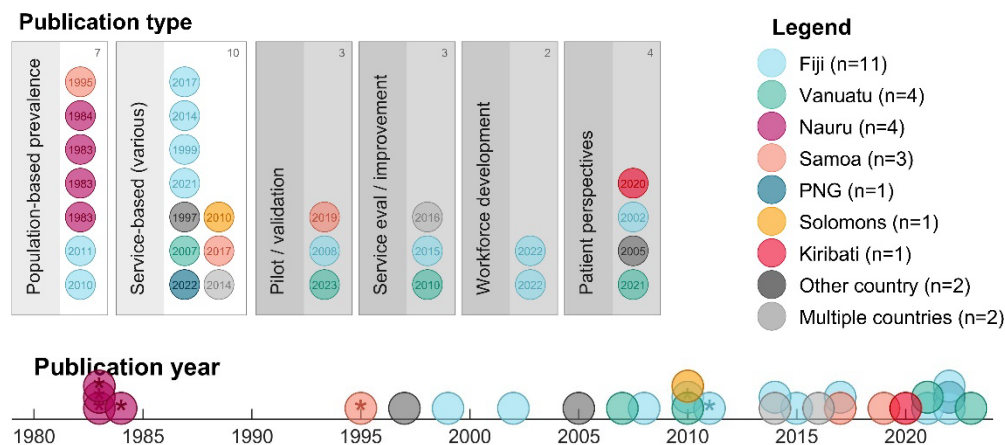 Publication type
Population-based prevalence
7
1995
1984
1983
1983
1983
2011
2010
Service-based (various)
10
2017
2014
1999
2021
1997 2010
2007 2017
2022 2014
Pilot / validation
3
2019
2008
2023
Service eval / improvement
3
2016
2015
2010
Workforce development
2
2022
2022
Patient perspectives
4
2020
2002
2005
2021
Legend
Fiji (n=11)
Vanuatu (n=4)
Nauru (n=4)
Samoa (n=3)
PNG (n=1)
Solomons (n=1)
Kiribati (n=1)
Other country (n=2)
Multiple countries (n=2)
Publication year
* * * * * *
1980 1985 1990 1995 2000 2005 2010 2015 2020